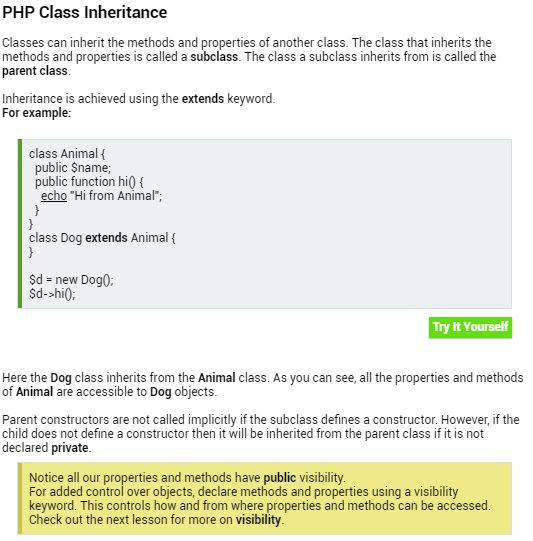 PHP Class Inheritance
Classes can inherit the methods and properties of another class. The class that inherits the
methods and properties is called a subclass. The class a subclass inherits from is called the
parent class.
Inheritance is achieved using the extends keyword.
For example:
class Animal {
public $name;
public function hi() {
echo "Hi from Animal";
}
}
class Dog extends Animal {
}
$d = new Dog();
$d->hi();
Try It Yourself
Here the Dog class inherits from the Animal class. As you can see, all the properties and methods
of Animal are accessible to Dog objects.
Parent constructors are not called implicitly if the subclass defines a constructor. However, if the
child does not define a constructor then it will be inherited from the parent class if it is not
declared private.
Notice all our properties and methods have public visibility.
For added control over objects, declare methods and properties using a visibility
keyword. This controls how and from where properties and methods can be accessed.
Check out the next lesson for more on visibility.